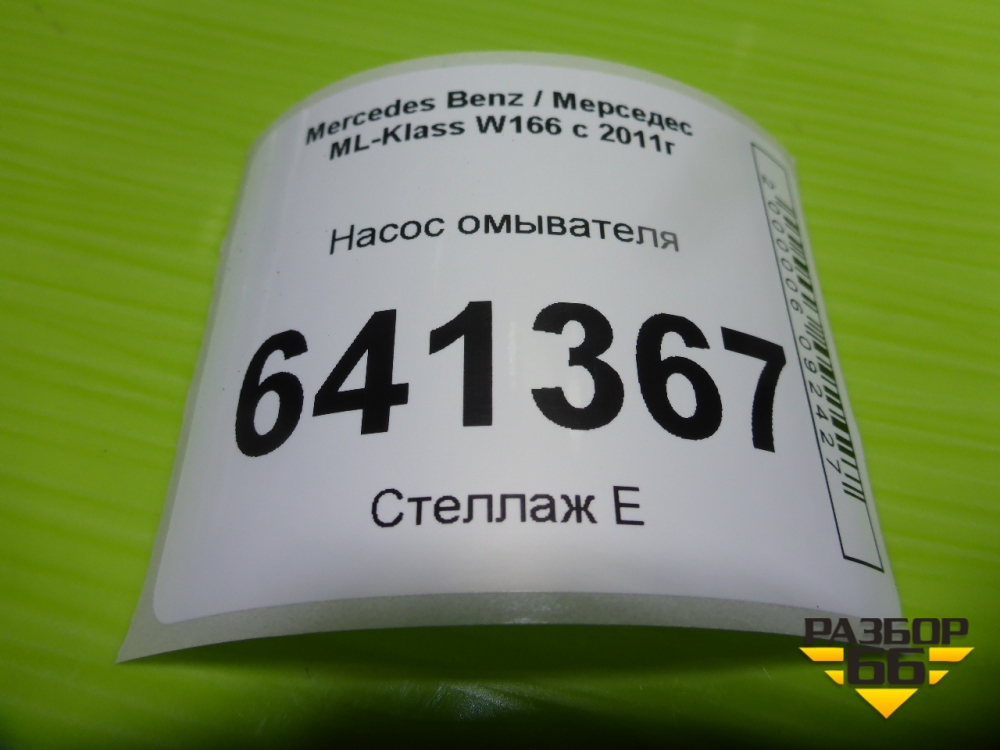 Mercedes Benz / Мерседес
ML-Klass W166 с 2011г
Насос омывателя
641367
Стеллаж Е
2000006092427
РАЗБОР
66